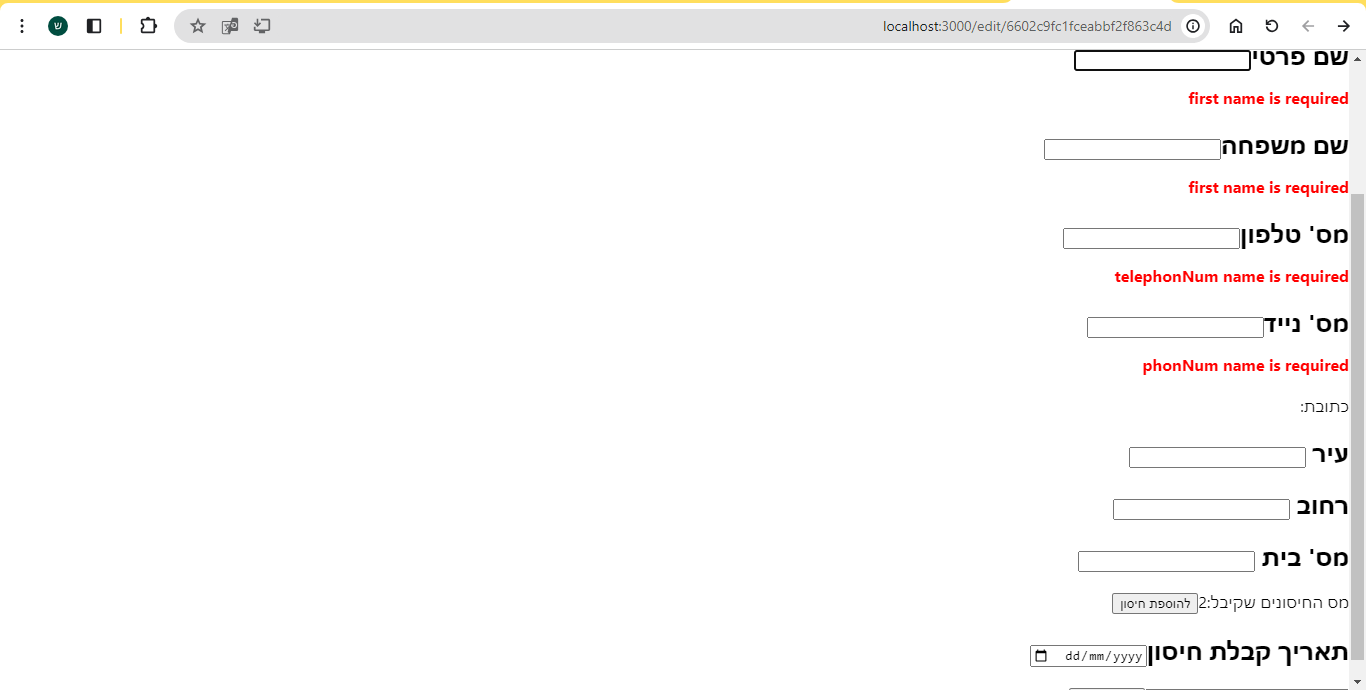 localhost:3000/edit/6602c9fc1fceabbf2f863c4d
ש
שם פרטי
first name is required
שם משפחה
first name is required
מס' טלפון
telephonNum name is required
מס' נייד
phonNum name is required
כתובת:
עיר
רחוב
מס' בית
מס החיסונים שקיבל:2 להוספת חיסון
תאריך קבלת חיסון dd/mm/yyyy